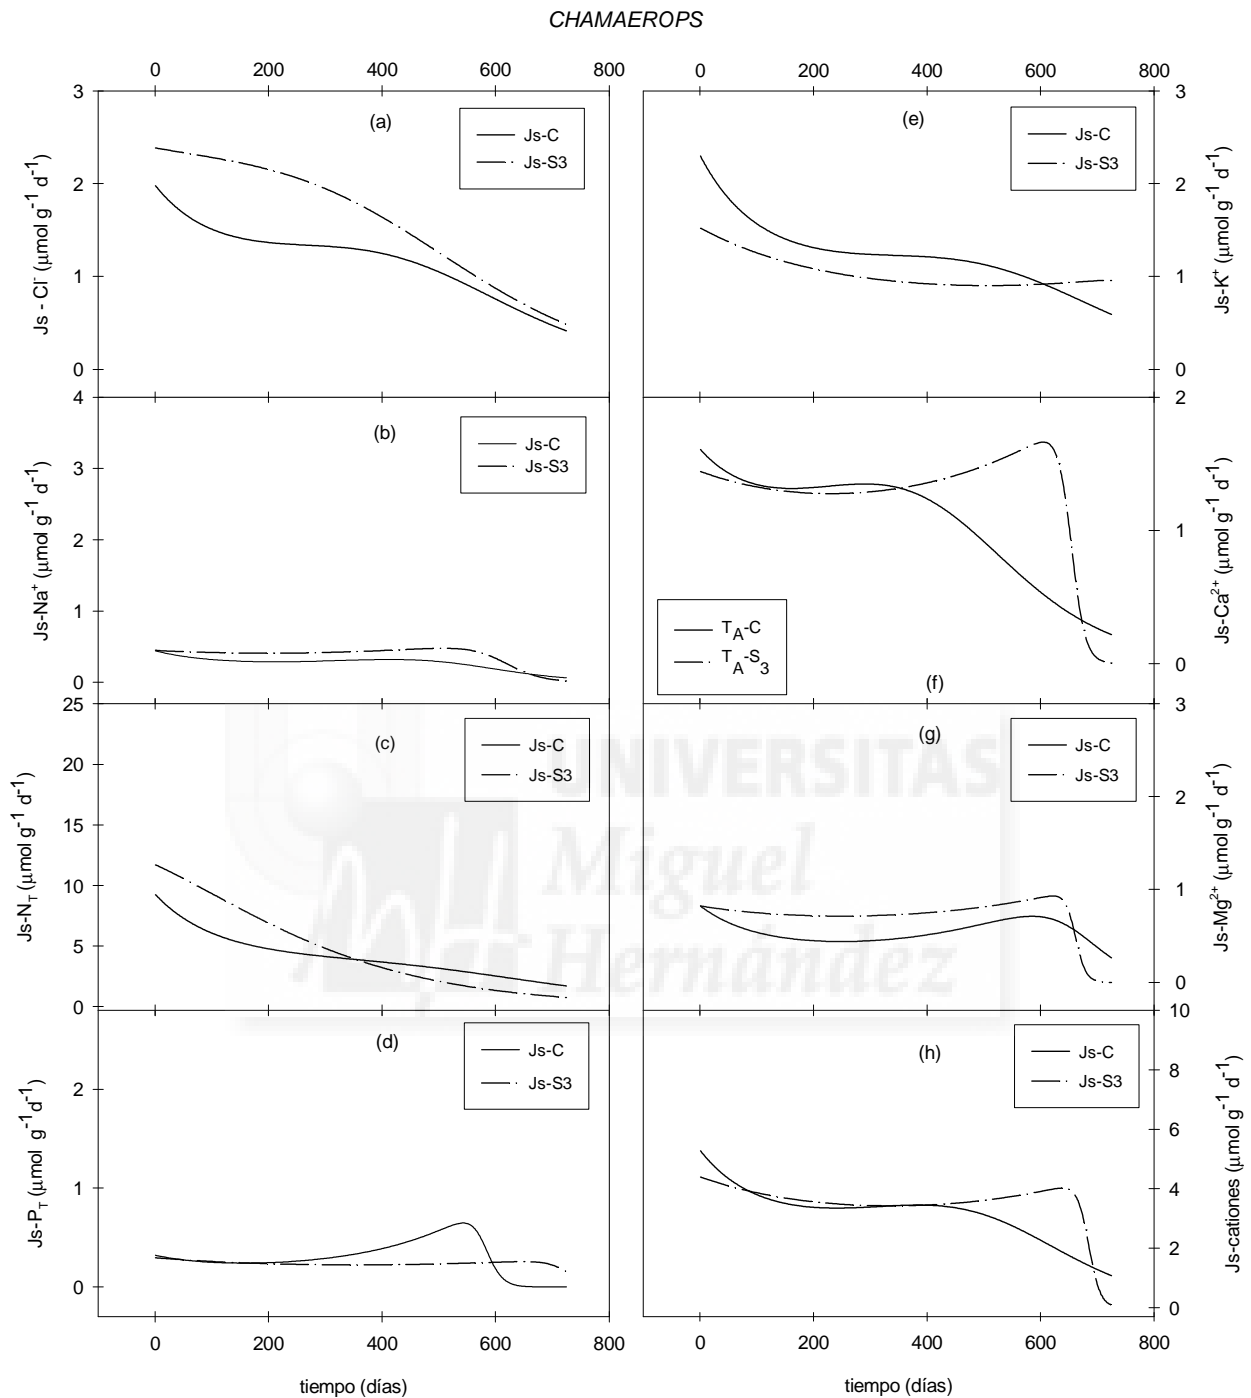 CHAMAEROPS
0 200 400 600 800
0 200 400 600 800
3
2
1
0
Js - Cl⁻ (μmol g⁻¹ d⁻¹)
(a)
Js-C
Js-S3
(e)
Js-C
Js-S3
3
2
1
0
Js-K⁺ (μmol g⁻¹ d⁻¹)
4
3
2
1
0
Js-Na⁺ (μmol g⁻¹ d⁻¹)
(b)
Js-C
Js-S3
T_A-C
T_A-S_3
(f)
2
1
0
Js-Ca²⁺ (μmol g⁻¹ d⁻¹)
25
20
15
10
5
0
Js-N_T (μmol g⁻¹ d⁻¹)
(c)
Js-C
Js-S3
(g)
Js-C
Js-S3
3
2
1
0
Js-Mg²⁺ (μmol g⁻¹ d⁻¹)
UNIVERSITAS
Miguel
Hernández
2
1
0
Js-P_T (μmol g⁻¹ d⁻¹)
(d)
Js-C
Js-S3
(h)
Js-C
Js-S3
10
8
6
4
2
0
Js-cationes (μmol g⁻¹ d⁻¹)
0 200 400 600 800
0 200 400 600 800
tiempo (días)
tiempo (días)